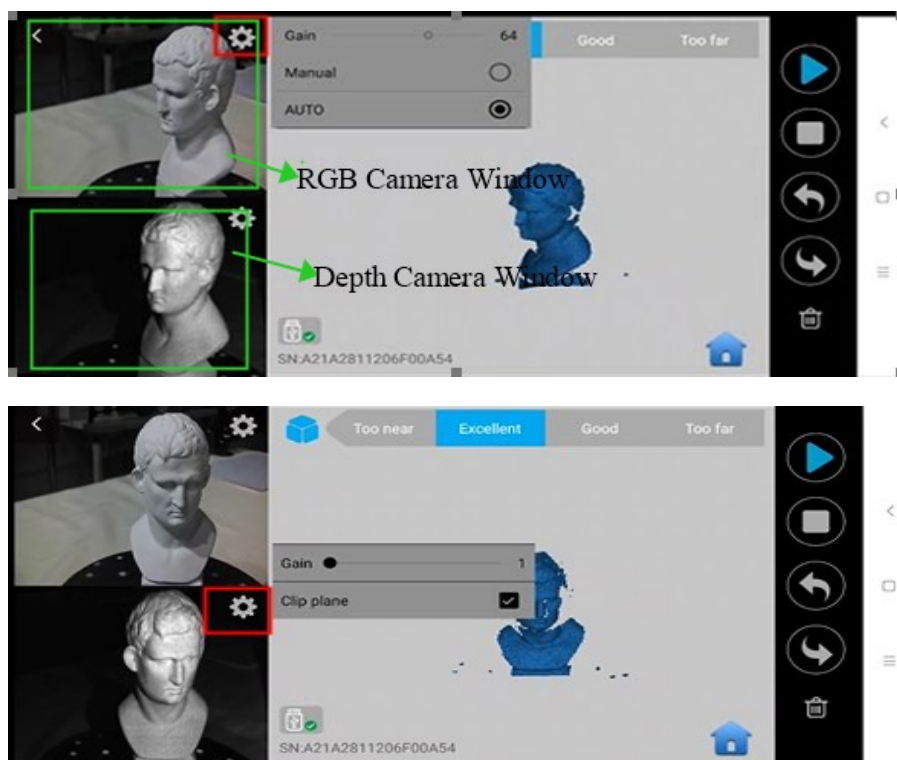 Gain 64 Good Too far
Manual
AUTO
RGB Camera Window
Depth Camera Window
SN:A21A2811206F00A54
Too near Excellent Good Too far
Gain 1
Clip plane
SN:A21A2811206F00A54